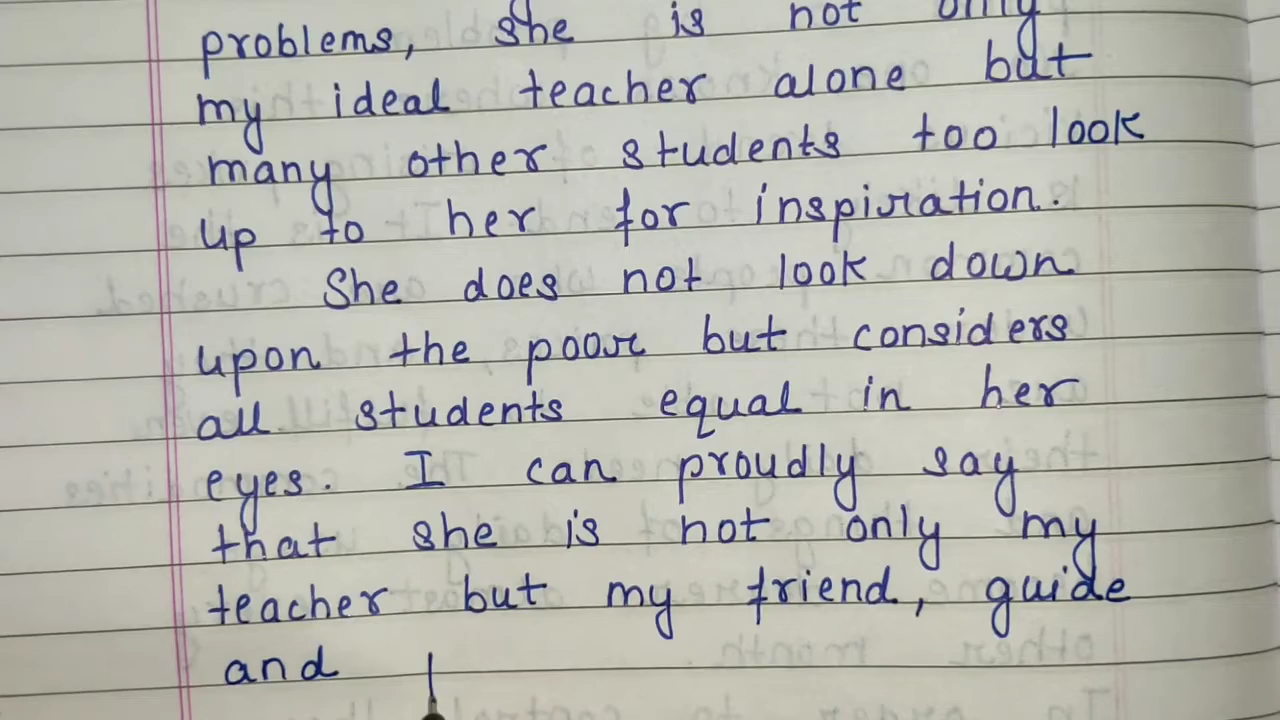 problems, she is not only
my ideal teacher alone but
many other students too look
up to her for inspiration.
She does not look down
upon the poor but considers
all students equal in her
eyes. I can proudly say
that she is not only my
teacher but my friend, guide
and